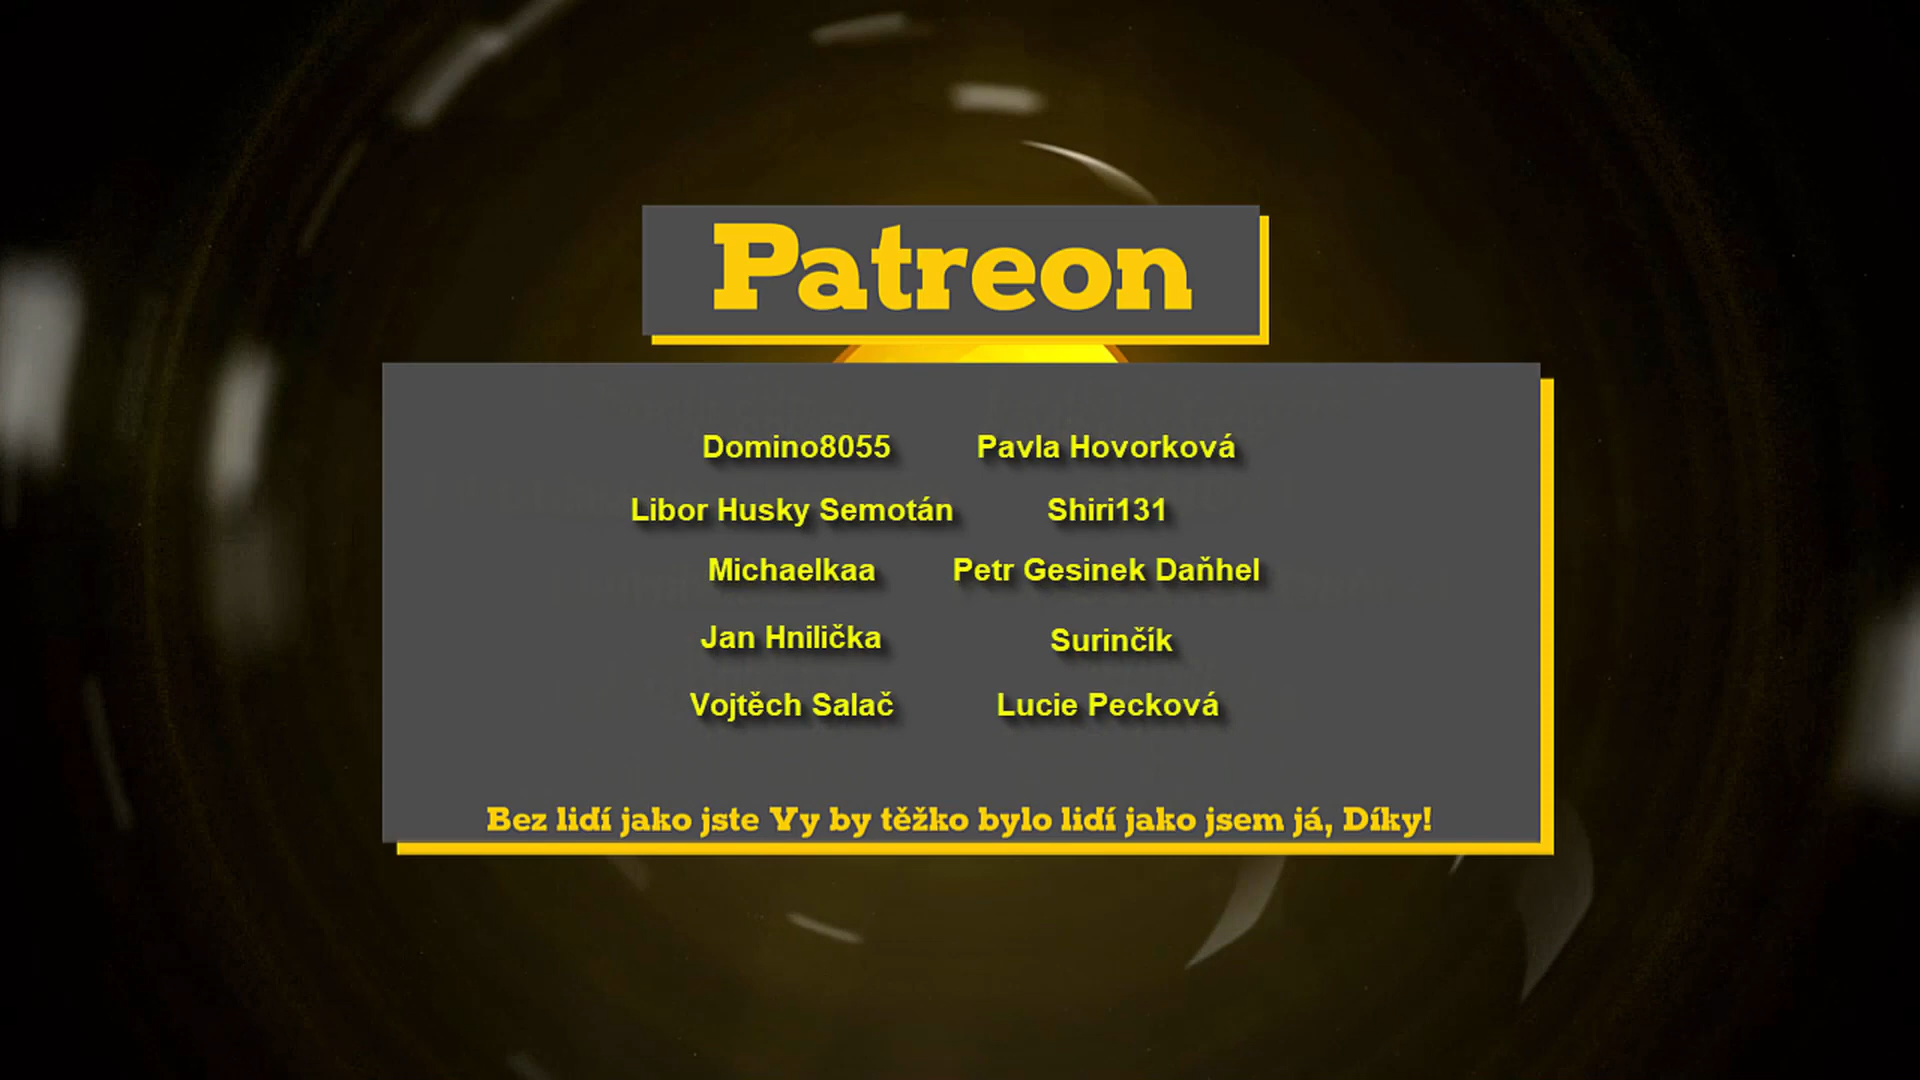 Patreon
Domino8055 Pavla Hovorková
Libor Husky Semotán Shiri131
Michaelkaa Petr Gesinek Daňhel
Jan Hnilička Surinčík
Vojtěch Salač Lucie Pecková
Bez lidí jako jste Vy by těžko bylo lidí jako jsem já, Díky!